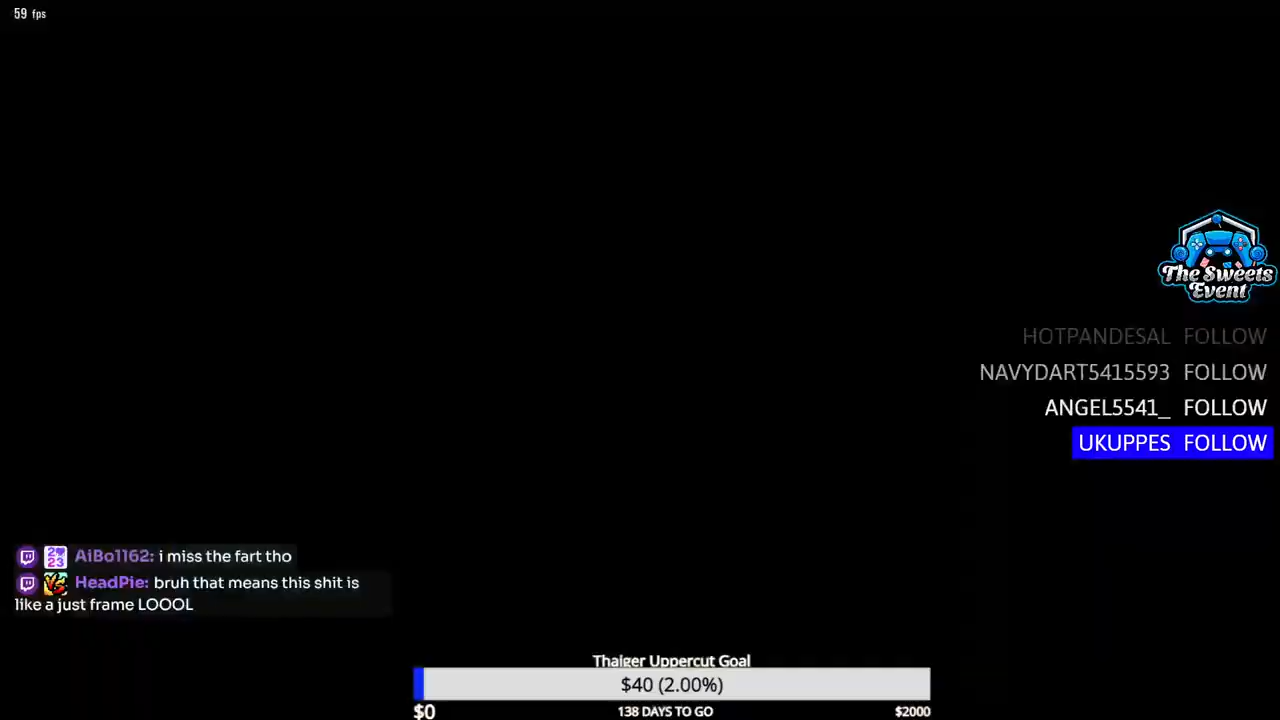 59 fps
The Sweets
Event
HOTPANDESAL FOLLOW
NAVYDART5415593 FOLLOW
ANGEL5541_ FOLLOW
UKUPPES FOLLOW
AiBo1162: i miss the fart tho
HeadPie: bruh that means this shit is
like a just frame LOOOL
Thalger Uppercut Goal
$40 (2.00%)
$0 138 DAYS TO GO $2000